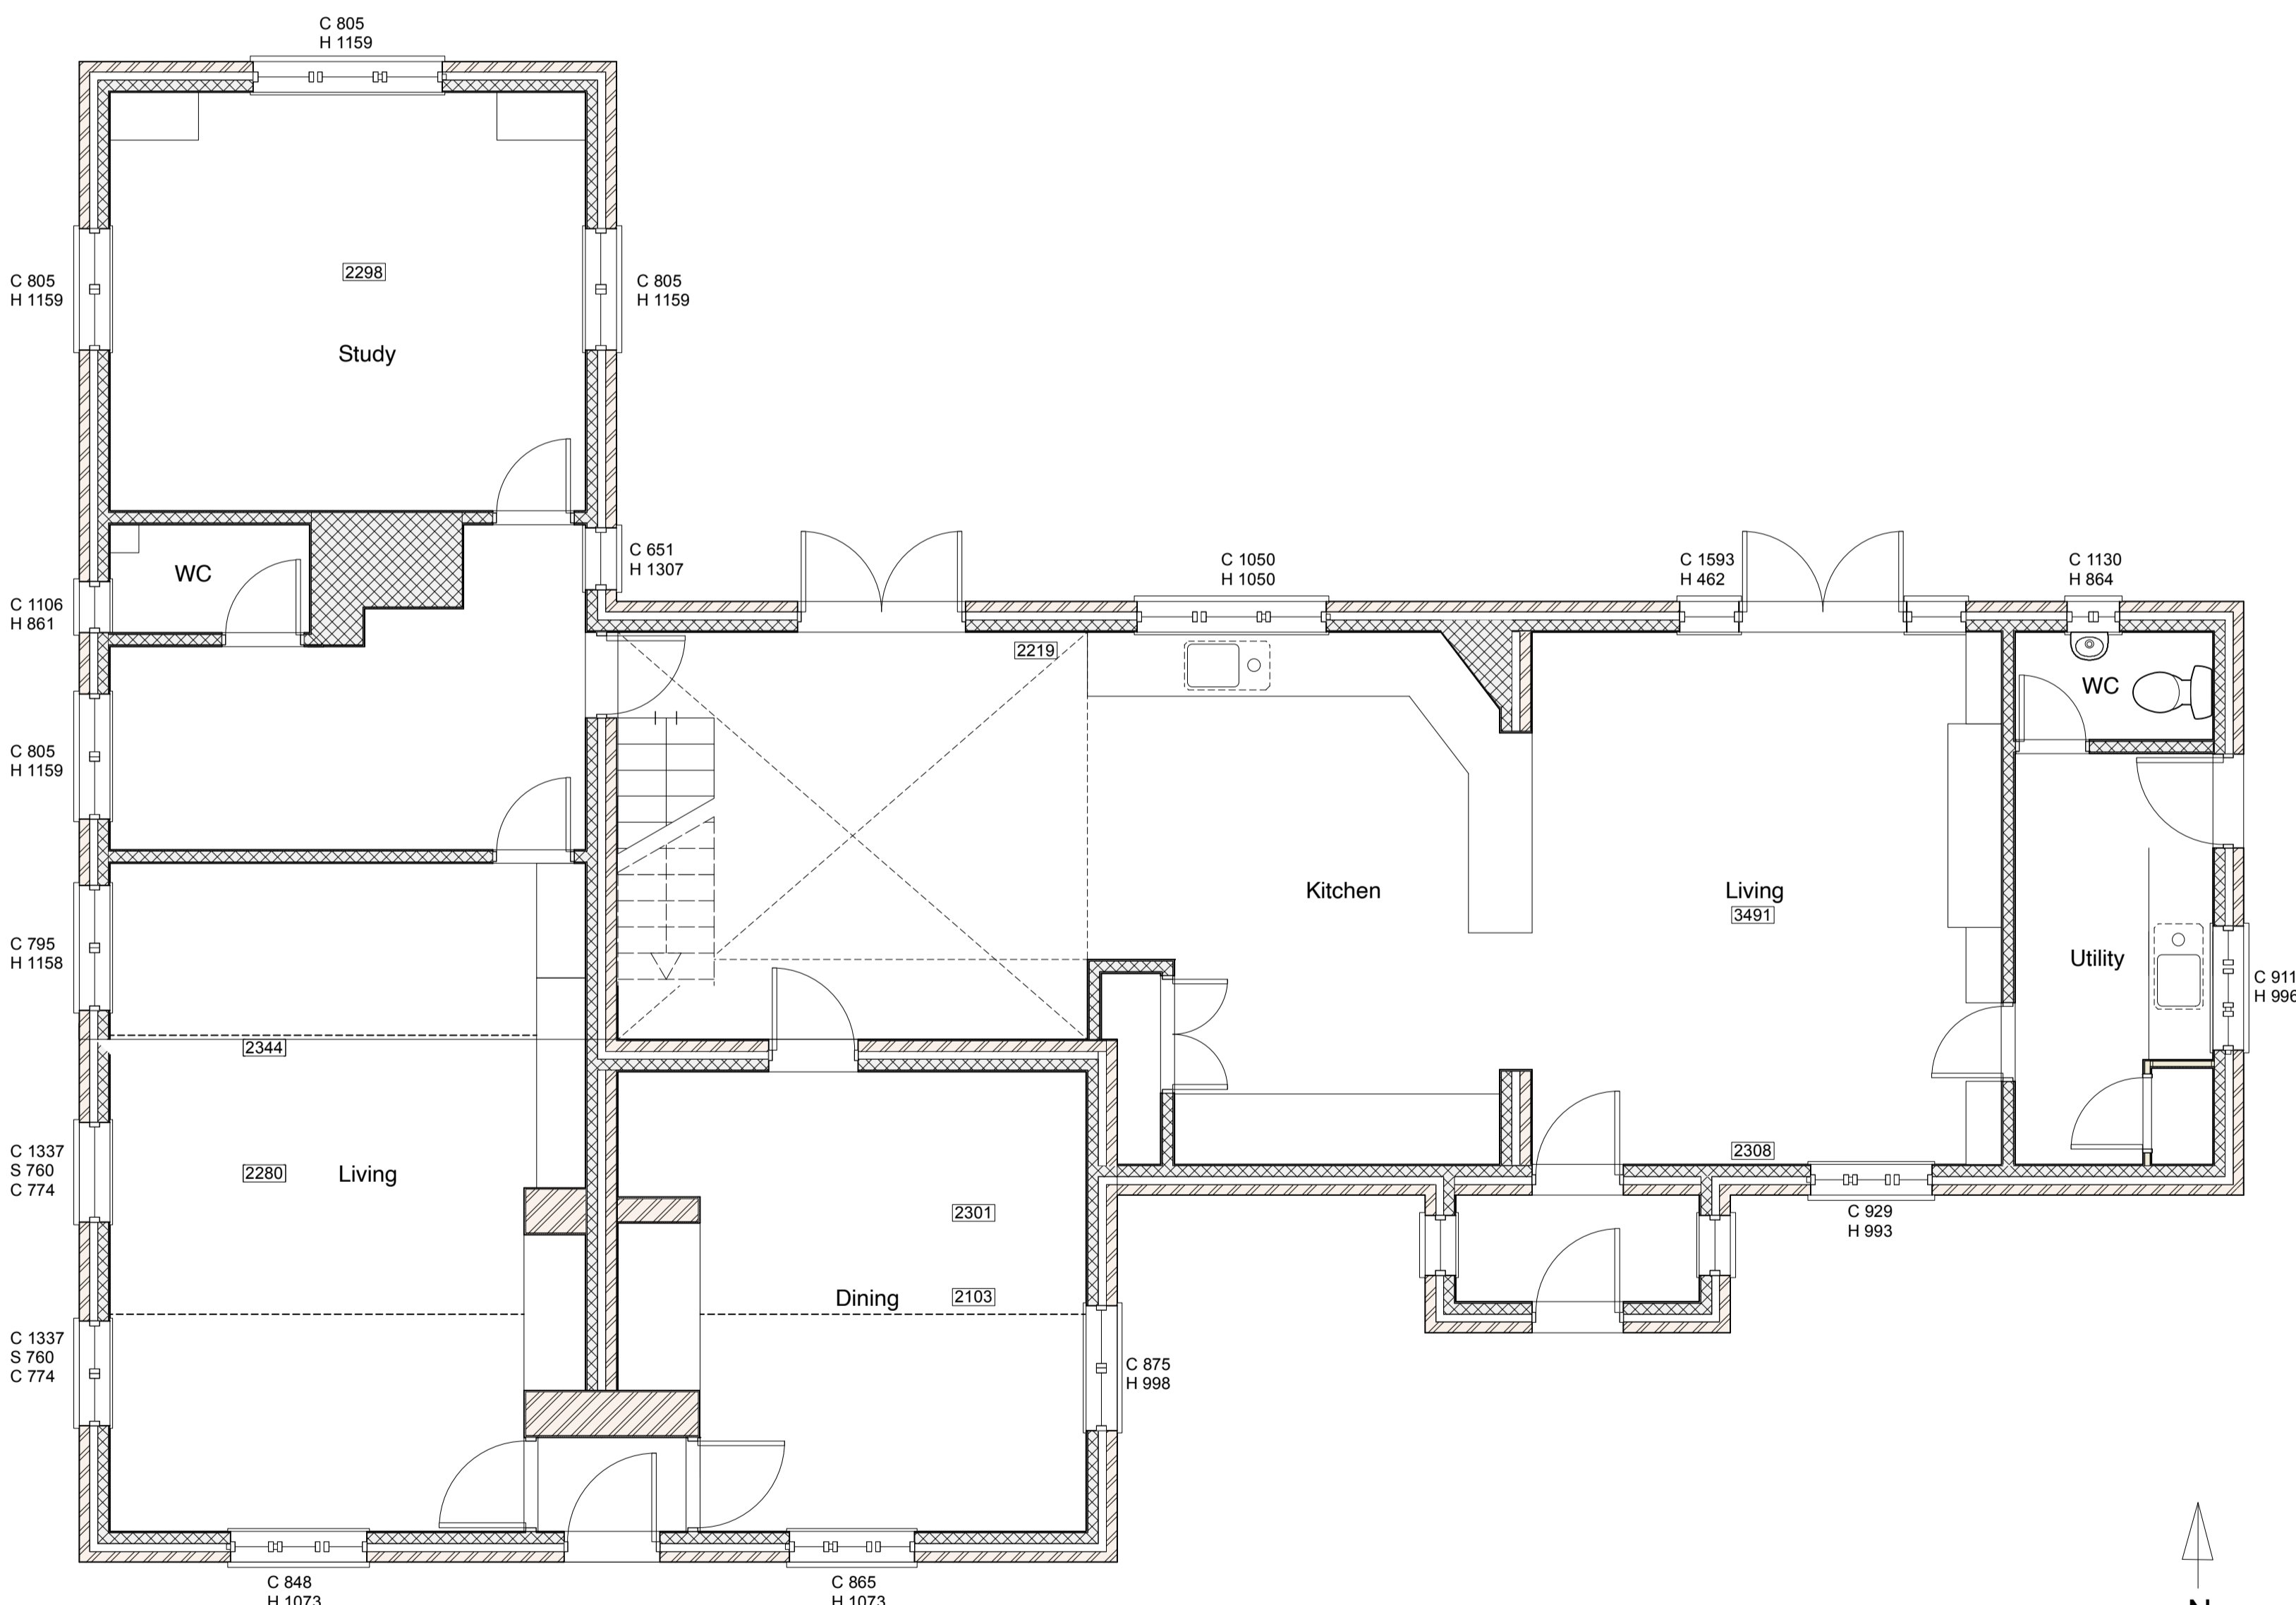 C 805
H 1159
C 805
H 1159
2298
C 805
H 1159
Study
C 651
H 1307
WC
C 1106
H 861
C 1050
H 1050
C 1593
H 462
C 1130
H 864
2219
WC
C 805
H 1159
Kitchen
Living
3491
C 795
H 1158
Utility
C 911
H 996
2344
C 1337
S 760
C 774
2280
Living
2308
2301
C 929
H 993
Dining
2103
C 1337
S 760
C 774
C 875
H 998
C 848
H 1073
C 865
H 1073
N